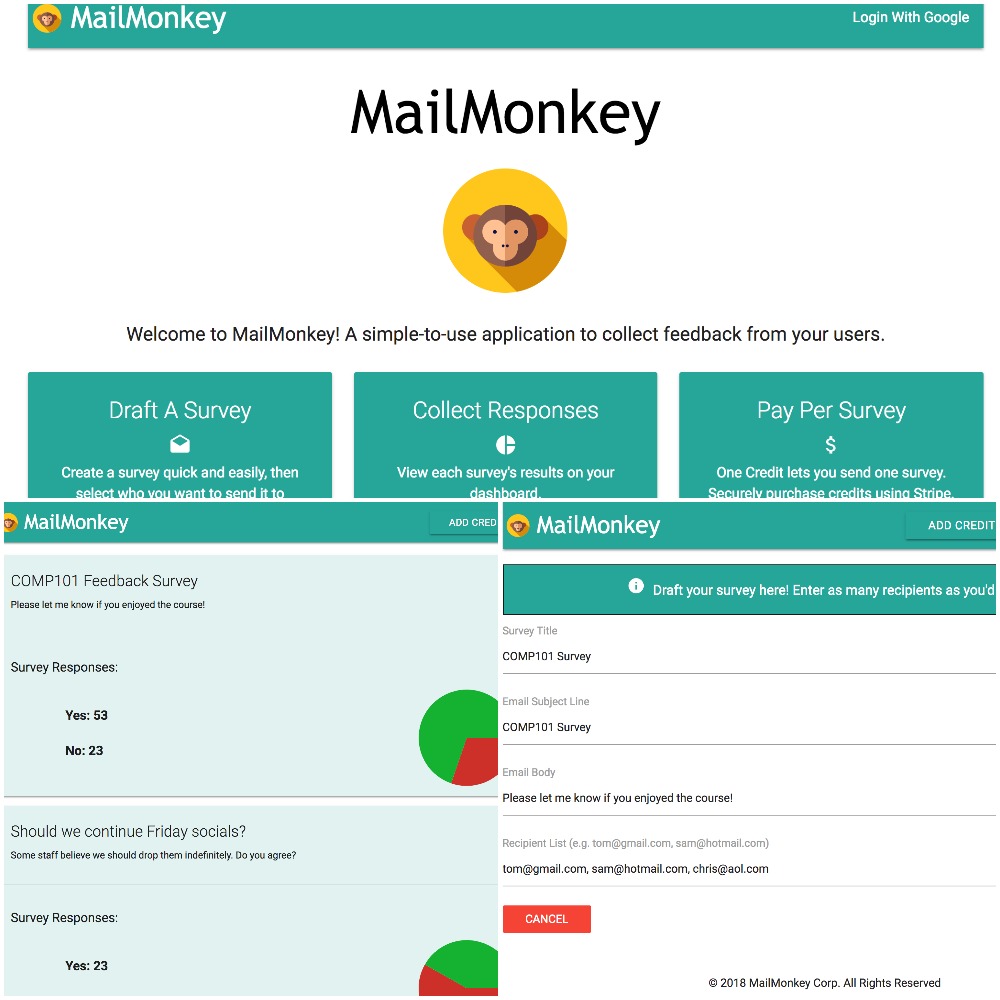 MailMonkey
Login With Google
MailMonkey
Welcome to MailMonkey! A simple-to-use application to collect feedback from your users.
Draft A Survey
Create a survey quick and easily, then
select who you want to send it to
Collect Responses
View each survey's results on your
dashboard.
Pay Per Survey
$
One Credit lets you send one survey.
Securely purchase credits using Stripe.
MailMonkey
ADD CRED
COMP101 Feedback Survey
Please let me know if you enjoyed the course!
Survey Responses:
Yes: 53
No: 23
Should we continue Friday socials?
Some staff believe we should drop them indefinitely. Do you agree?
Survey Responses:
Yes: 23
MailMonkey
ADD CREDIT
Draft your survey here! Enter as many recipients as you'd
Survey Title
COMP101 Survey
Email Subject Line
COMP101 Survey
Email Body
Please let me know if you enjoyed the course!
Recipient List (e.g. tom@gmail.com, sam@hotmail.com)
tom@gmail.com, sam@hotmail.com, chris@aol.com
CANCEL
© 2018 MailMonkey Corp. All Rights Reserved